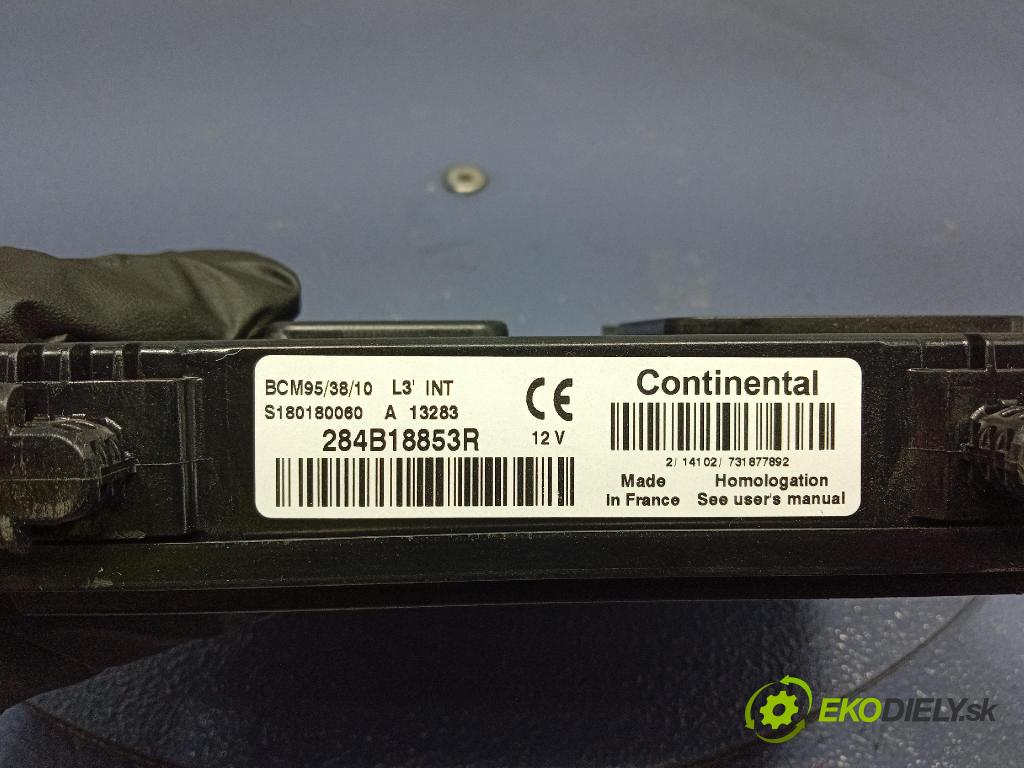 BCM95/38/10 L3' INT
S180180060 A 13283
284B18853R
CE
12 V
Continental
2/ 14102/ 731877892
Made In France
Homologation See user's manual
EKODIELY.sk